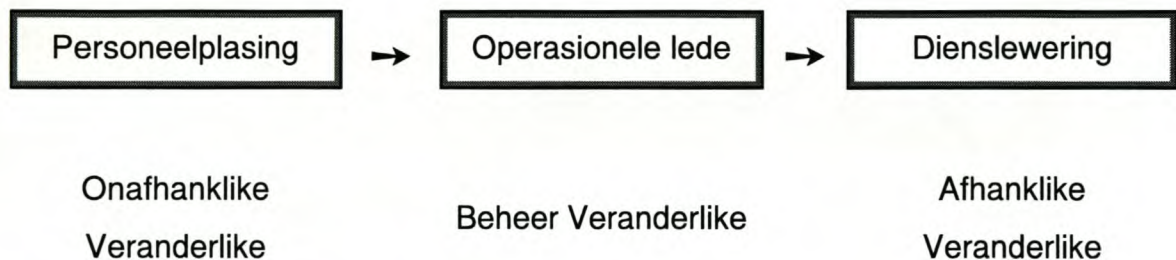 Personeelplasing → Operasionele lede → Dienslewering
Onafhanklike
Veranderlike
Beheer Veranderlike
Afhanklike
Veranderlike